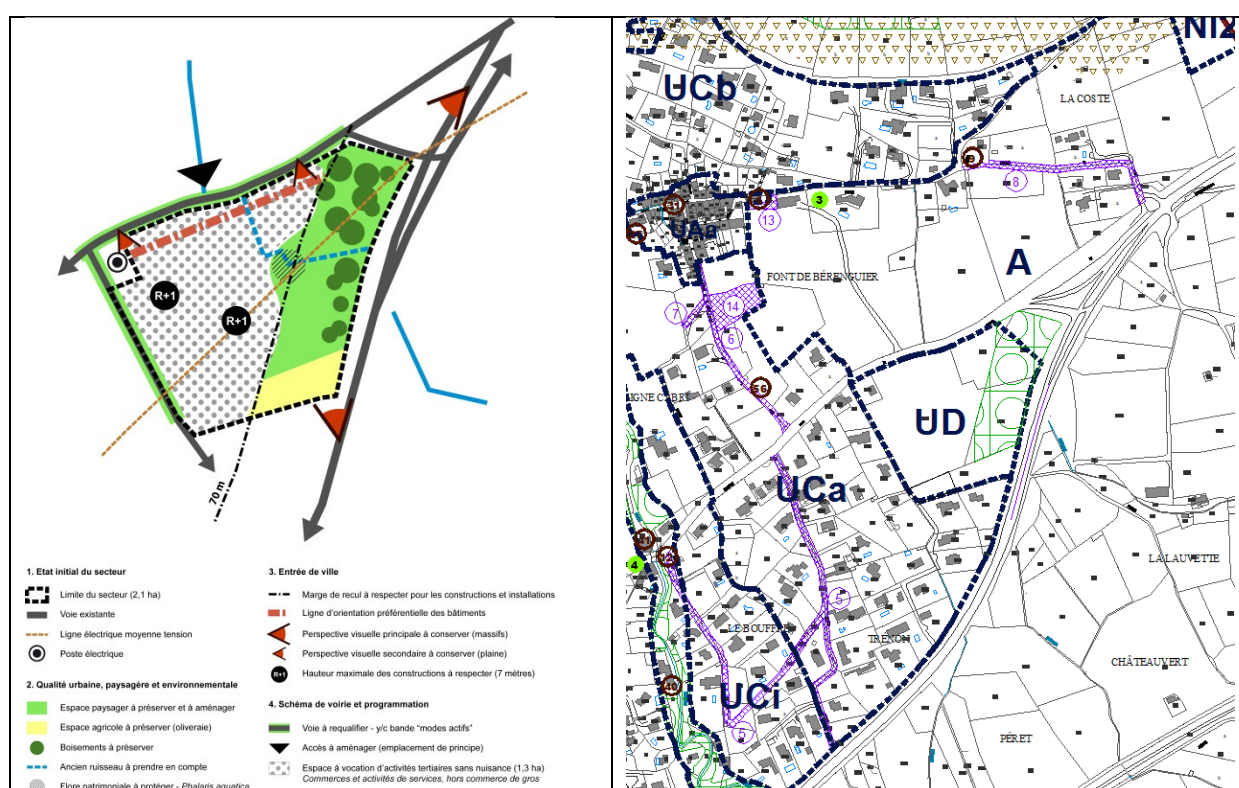 R+1
R+1
70 m
1. Etat initial du secteur
Limite du secteur (2,1 ha)
Voie existante
Ligne électrique moyenne tension
Poste électrique
2. Qualité urbaine, paysagère et environnementale
Espace paysager à préserver et à aménager
Espace agricole à préserver (oliveraie)
Boisements à préserver
Ancien ruisseau à prendre en compte
Flore patrimoniale à protéger - Phalaris aquatica
3. Entrée de ville
Marge de recul à respecter pour les constructions et installations
Ligne d'orientation préférentielle des bâtiments
Perspective visuelle principale à conserver (massifs)
Perspective visuelle secondaire à conserver (plaine)
R+1 Hauteur maximale des constructions à respecter (7 mètres)
4. Schéma de voirie et programmation
Voie à requalifier - y/c bande "modes actifs"
Accès à aménager (emplacement de principe)
Espace à vocation d'activités tertiaires sans nuisance (1,3 ha)
Commerces et activités de services, hors commerce de gros
UCb
LA COSTE
8
3
13
UAa
A
FONT DE BÉRENGUIER
14
7
6
56
UD
UCa
4
5
LE BOUFFRE
TRENON
LA LAUVETTE
CHÂTEAUVERT
40
UCi
5
PÉRET